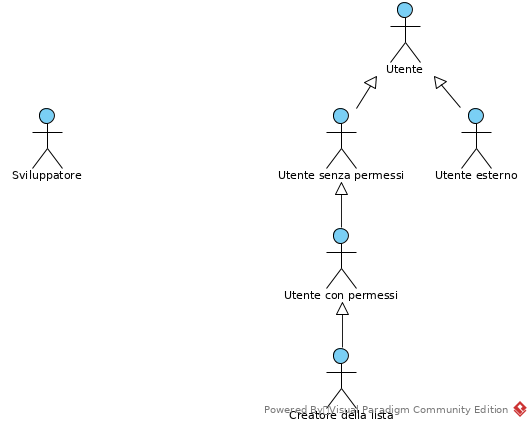 Utente
Sviluppatore
Utente senza permessi
Utente esterno
Utente con permessi
Powered By Visual Paradigm Community Edition
Creatore della lista